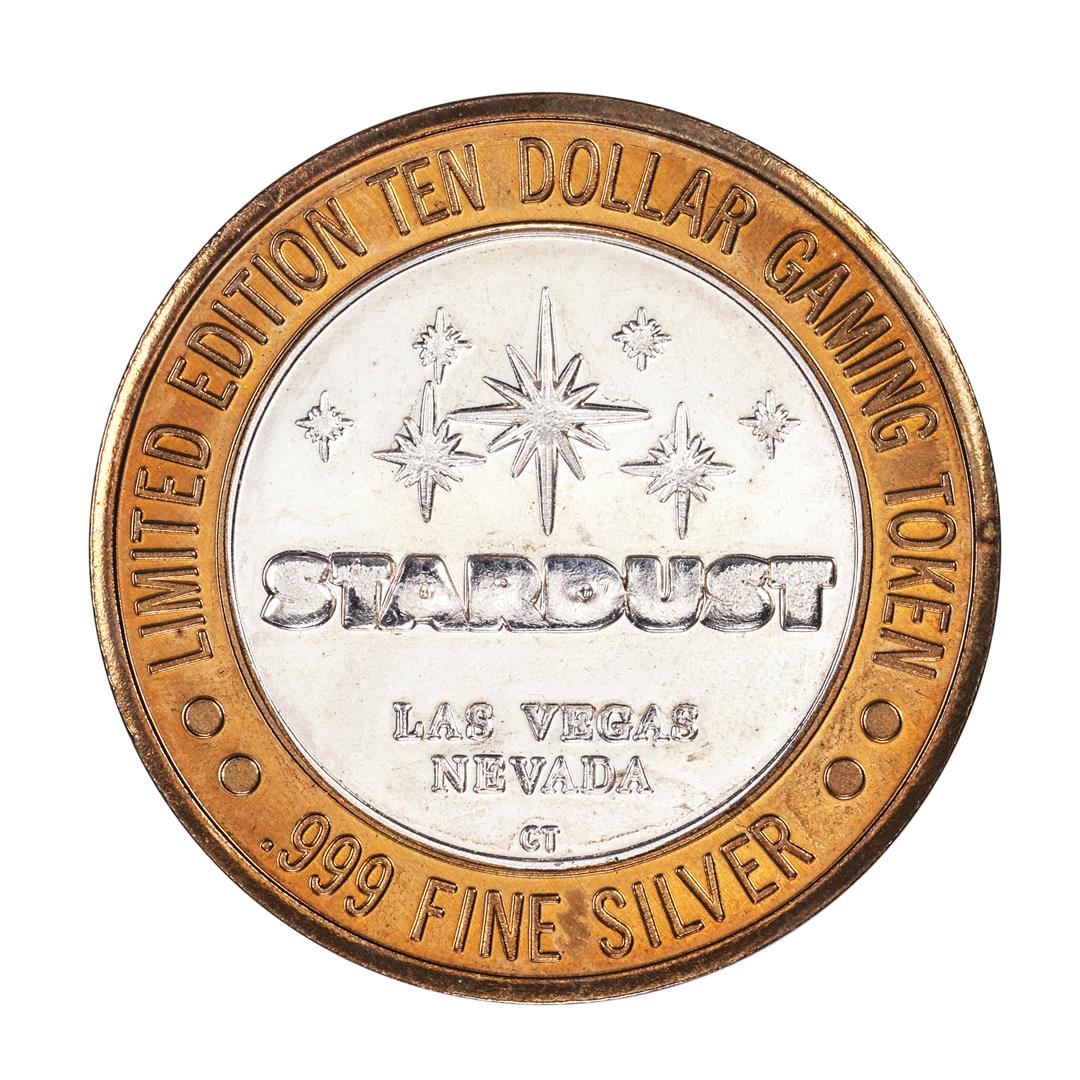 LIMITED EDITION TEN DOLLAR GAMING TOKEN
STARDUST
LAS VEGAS
NEVADA
CT
.999 FINE SILVER